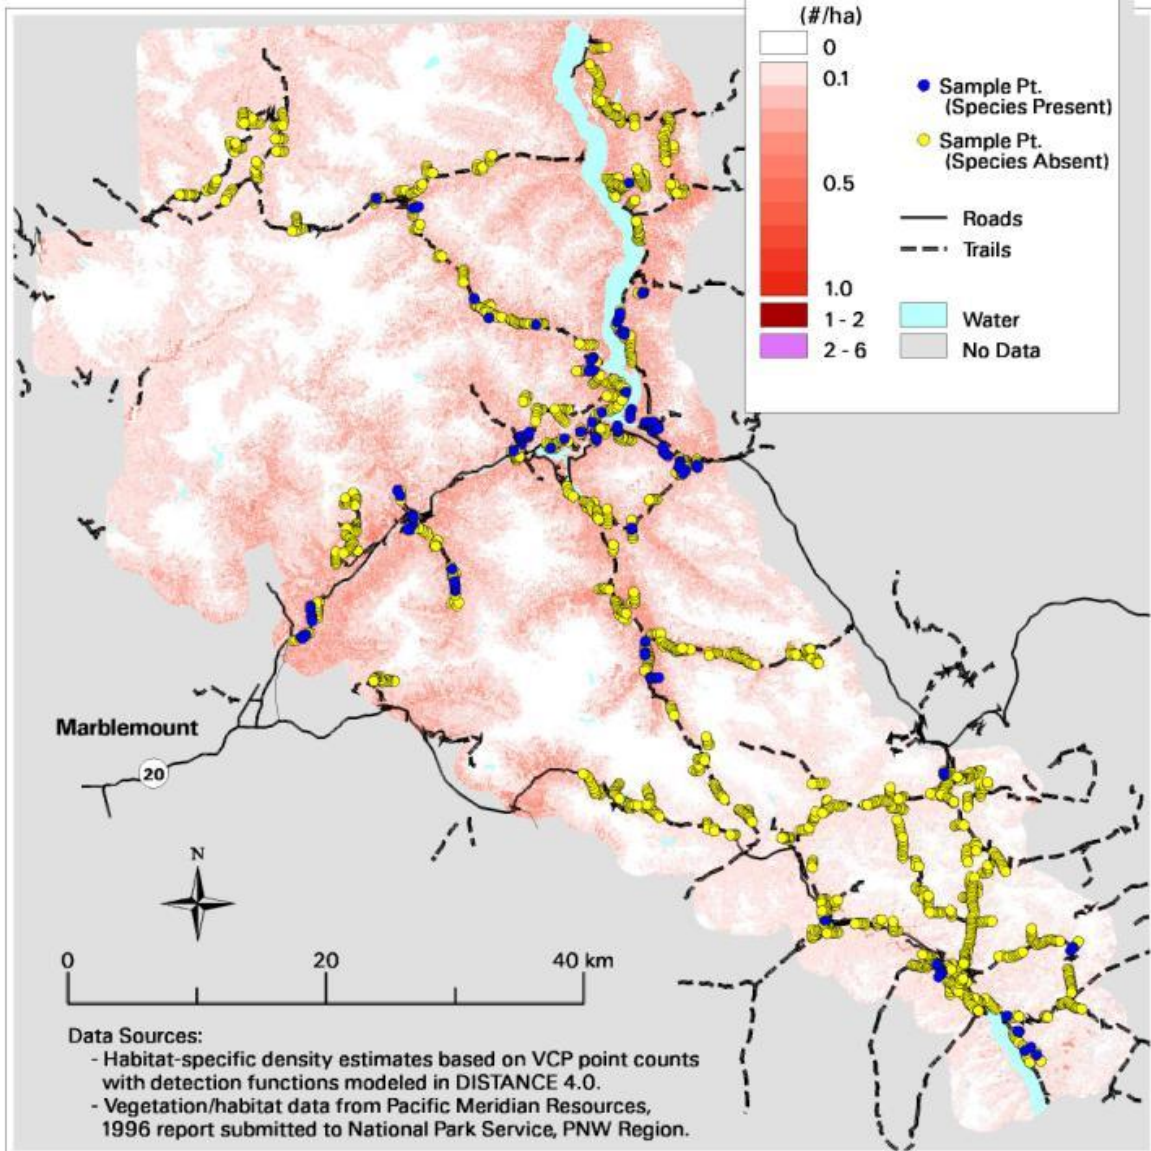 (#/ha)
0
0.1
0.5
1.0
1 - 2
2 - 6
Sample Pt.
(Species Present)
Sample Pt.
(Species Absent)
Roads
Trails
Water
No Data
Marblemount
20
N
0 20 40 km
Data Sources:
- Habitat-specific density estimates based on VCP point counts
with detection functions modeled in DISTANCE 4.0.
- Vegetation/habitat data from Pacific Meridian Resources,
1996 report submitted to National Park Service, PNW Region.